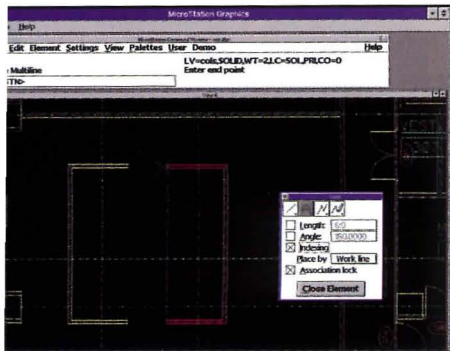 MicroStation Graphics
Help
Edit Element Settings View Palettes User Demo Help
Multiline
LV=cols,SOLID,WT=2,LC=SOL,PRI,CO=0
Enter end point
STN>
Length:
Angle:
Indexing
Place by Work line
Association lock
Close Element